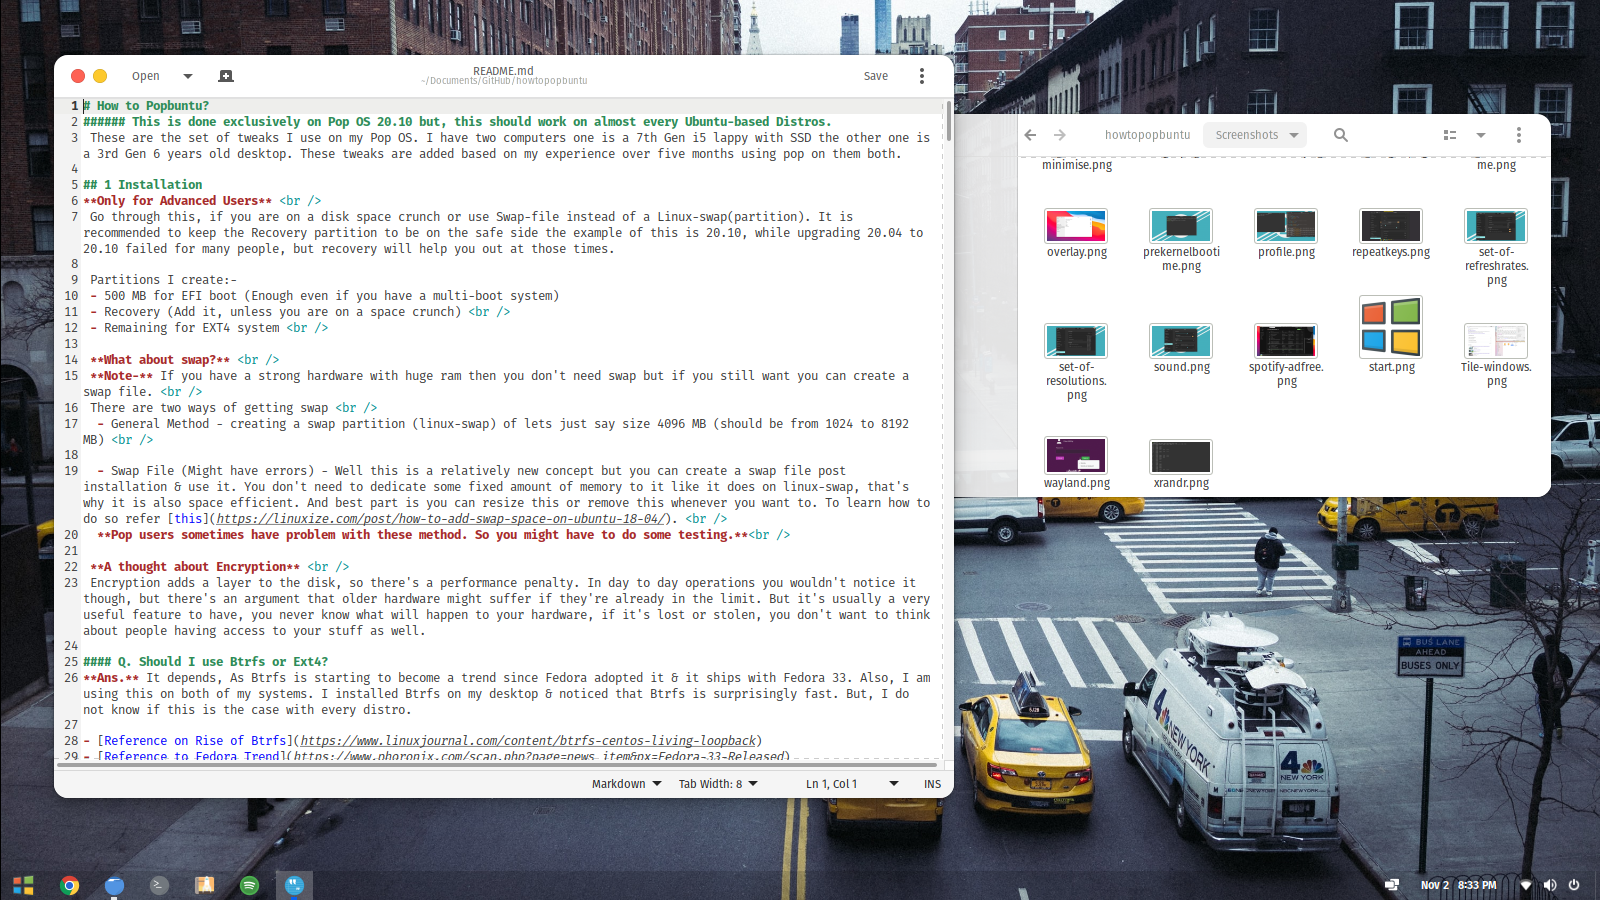 Open
README.md
~/Documents/GitHub/howtopopbuntu
Save
1 # How to Popbuntu?
2 ###### This is done exclusively on Pop OS 20.10 but, this should work on almost every Ubuntu-based Distros.
3 These are the set of tweaks I use on my Pop OS. I have two computers one is a 7th Gen i5 lappy with SSD the other one is
a 3rd Gen 6 years old desktop. These tweaks are added based on my experience over five months using pop on them both.
4
5 ## 1 Installation
6 **Only for Advanced Users** <br />
7 Go through this, if you are on a disk space crunch or use Swap-file instead of a Linux-swap(partition). It is
recommended to keep the Recovery partition to be on the safe side the example of this is 20.10, while upgrading 20.04 to
20.10 failed for many people, but recovery will help you out at those times.
8
9 Partitions I create:-
10 - 500 MB for EFI boot (Enough even if you have a multi-boot system)
11 - Recovery (Add it, unless you are on a space crunch) <br />
12 - Remaining for EXT4 system <br />
13
14 **What about swap?** <br />
15 **Note-** If you have a strong hardware with huge ram then you don't need swap but if you still want you can create a
swap file. <br />
16 There are two ways of getting swap <br />
17 - General Method - creating a swap partition (linux-swap) of lets just say size 4096 MB (should be from 1024 to 8192
MB) <br />
18
19 - Swap File (Might have errors) - Well this is a relatively new concept but you can create a swap file post
installation & use it. You don't need to dedicate some fixed amount of memory to it like it does on linux-swap, that's
why it is also space efficient. And best part is you can resize this or remove this whenever you want to. To learn how to
do so refer [this](https://linuxize.com/post/how-to-add-swap-space-on-ubuntu-18-04/). <br />
20 **Pop users sometimes have problem with these method. So you might have to do some testing.**<br />
21
22 **A thought about Encryption** <br />
23 Encryption adds a layer to the disk, so there's a performance penalty. In day to day operations you wouldn't notice it
though, but there's an argument that older hardware might suffer if they're already in the limit. But it's usually a very
useful feature to have, you never know what will happen to your hardware, if it's lost or stolen, you don't want to think
about people having access to your stuff as well.
24
25 #### Q. Should I use Btrfs or Ext4?
26 **Ans.** It depends, As Btrfs is starting to become a trend since Fedora adopted it & it ships with Fedora 33. Also, I am
using this on both of my systems. I installed Btrfs on my desktop & noticed that Btrfs is surprisingly fast. But, I do
not know if this is the case with every distro.
27
28 - [Reference on Rise of Btrfs](https://www.linuxjournal.com/content/btrfs-centos-living-loopback)
29 - [Reference to Fedora Trend](https://www.phoronix.com/scan.php?page=news_item&px=Fedora-33-Released)
Markdown
Tab Width: 8
Ln 1, Col 1
INS
howtopopbuntu
Screenshots
minimise.png
me.png
overlay.png
prekernelbooti
me.png
profile.png
repeatkeys.png
set-of-
refreshrates.
png
set-of-
resolutions.
png
sound.png
spotify-adfree.
png
start.png
Tile-windows.
png
wayland.png
xrandr.png
BUS LANE
AHEAD
BUSES ONLY
4
NEW YORK
4
NEW YORK
Nov 2 8:33 PM